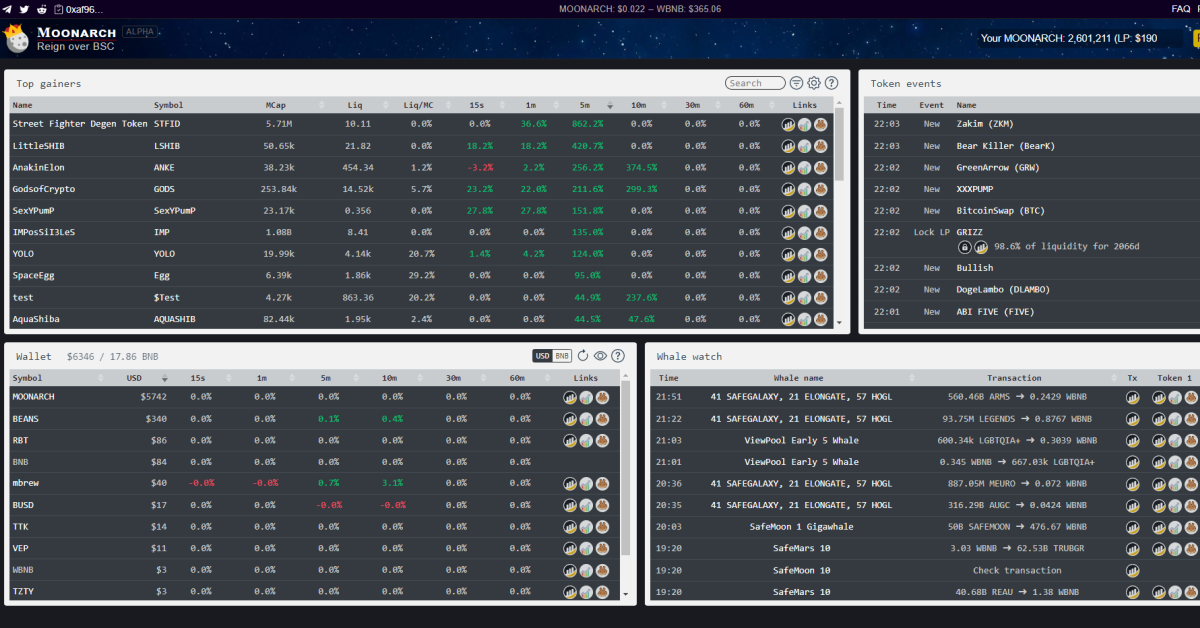 0xaf96... MOONARCH: $0.022 – WBNB: $365.06 FAQ
MOONARCH ALPHA
Reign over BSC
Your MOONARCH: 2,601,211 (LP: $190
Top gainers Search
Name Symbol MCap Liq Liq/MC 15s 1m 5m 10m 30m 60m Links
Street Fighter Degen Token STFID 5.71M 10.11 0.0% 0.0% 36.6% 862.2% 0.0% 0.0% 0.0%
LittleSHIB LSHIB 50.65k 21.82 0.0% 18.2% 18.2% 420.7% 0.0% 0.0% 0.0%
AnakinElon ANKE 38.23k 454.34 1.2% -3.2% 2.2% 256.2% 374.5% 0.0% 0.0%
GodsofCrypto GODS 253.84k 14.52k 5.7% 23.2% 22.0% 211.6% 299.3% 0.0% 0.0%
SexYPumP SexYPumP 23.17k 0.356 0.0% 27.8% 27.8% 151.8% 0.0% 0.0% 0.0%
IMPosSiI3LeS IMP 1.08B 8.41 0.0% 0.0% 0.0% 135.0% 0.0% 0.0% 0.0%
YOLO YOLO 19.99k 4.14k 20.7% 1.4% 4.2% 124.0% 0.0% 0.0% 0.0%
SpaceEgg Egg 6.39k 1.86k 29.2% 0.0% 0.0% 95.0% 0.0% 0.0% 0.0%
test $Test 4.27k 863.36 20.2% 0.0% 0.0% 44.9% 237.6% 0.0% 0.0%
AquaShiba AQUASHIB 82.44k 1.95k 2.4% 0.0% 0.0% 44.5% 47.6% 0.0% 0.0%
Token events
Time Event Name
22:03 New Zakim (ZKM)
22:03 New Bear Killer (BearK)
22:02 New GreenArrow (GRW)
22:02 New XXXPUMP
22:02 New BitcoinSwap (BTC)
22:02 Lock LP GRIZZ
98.6% of liquidity for 2066d
22:02 New Bullish
22:02 New DogeLambo (DLAMBO)
22:01 New ABI FIVE (FIVE)
Wallet $6346 / 17.86 BNB USD BNB
Symbol USD 15s 1m 5m 10m 30m 60m Links
MOONARCH $5742 0.0% 0.0% 0.0% 0.0% 0.0% 0.0%
BEANS $340 0.0% 0.0% 0.1% 0.4% 0.0% 0.0%
RBT $86 0.0% 0.0% 0.0% 0.0% 0.0% 0.0%
BNB $84 0.0% 0.0% 0.0% 0.0% 0.0% 0.0%
mbrew $40 -0.0% -0.0% 0.7% 3.1% 0.0% 0.0%
BUSD $17 0.0% 0.0% -0.0% -0.0% 0.0% 0.0%
TTK $14 0.0% 0.0% 0.0% 0.0% 0.0% 0.0%
VEP $11 0.0% 0.0% 0.0% 0.0% 0.0% 0.0%
WBNB $3 0.0% 0.0% 0.0% 0.0% 0.0% 0.0%
TZTY $3 0.0% 0.0% 0.0% 0.0% 0.0% 0.0%
Whale watch
Time Whale name Transaction Tx Token 1
21:51 41 SAFEGALAXY, 21 ELONGATE, 57 HOGL 560.46B ARMS → 0.2429 WBNB
21:22 41 SAFEGALAXY, 21 ELONGATE, 57 HOGL 93.75M LEGENDS → 0.8767 WBNB
21:03 ViewPool Early 5 Whale 600.34k LGBTQIA+ → 0.3039 WBNB
21:01 ViewPool Early 5 Whale 0.345 WBNB → 667.03k LGBTQIA+
20:36 41 SAFEGALAXY, 21 ELONGATE, 57 HOGL 887.05M MEURO → 0.072 WBNB
20:35 41 SAFEGALAXY, 21 ELONGATE, 57 HOGL 316.29B AUGC → 0.0424 WBNB
20:03 SafeMoon 1 Gigawhale 50B SAFEMOON → 476.67 WBNB
19:20 SafeMars 10 3.03 WBNB → 62.53B TRUBGR
19:20 SafeMoon 10 Check transaction
19:20 SafeMars 10 40.68B REAU → 1.38 WBNB